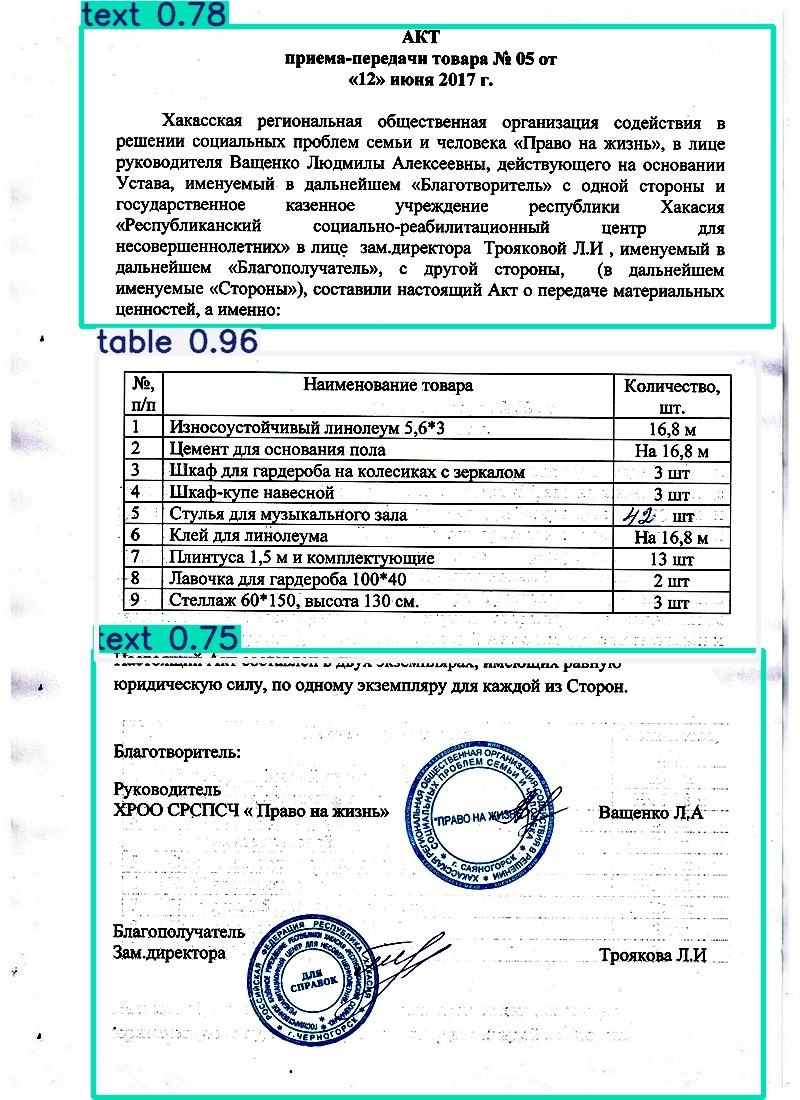 text 0.78
АКТ
приема-передачи товара № 05 от
«12» июня 2017 г.
Хакасская региональная общественная организация содействия в
решении социальных проблем семьи и человека «Право на жизнь», в лице
руководителя Ващенко Людмилы Алексеевны, действующего на основании
Устава, именуемый в дальнейшем «Благотворитель» с одной стороны и
государственное казенное учреждение республики Хакасия
«Республиканский социально-реабилитационный центр для
несовершеннолетних» в лице зам.директора Трояковой Л.И , именуемый в
дальнейшем «Благополучатель», с другой стороны, (в дальнейшем
именуемые «Стороны»), составили настоящий Акт о передаче материальных
ценностей, а именно:
table 0.96
№, п/п Наименование товара Количество, шт.
1 Износоустойчивый линолеум 5,6*3 16,8 м
2 Цемент для основания пола На 16,8 м
3 Шкаф для гардероба на колесиках с зеркалом 3 шт
4 Шкаф-купе навесной 3 шт
5 Стулья для музыкального зала 42 шт
6 Клей для линолеума На 16,8 м
7 Плинтуса 1,5 м и комплектующие 13 шт
8 Лавочка для гардероба 100*40 2 шт
9 Стеллаж 60*150, высота 130 см. 3 шт
text 0.75
Настоящий Акт составлен в двух экземплярах, имеющих равную
юридическую силу, по одному экземпляру для каждой из Сторон.
Благотворитель:
Руководитель
ХРОО СРСПСЧ « Право на жизнь» Ващенко Л,А
ХАКАССКАЯ РЕГИОНАЛЬНАЯ ОБЩЕСТВЕННАЯ ОРГАНИЗАЦИЯ СОДЕЙСТВИЯ В РЕШЕНИИ
СОЦИАЛЬНЫХ ПРОБЛЕМ СЕМЬИ И ЧЕЛОВЕКА
"ПРАВО НА ЖИЗНЬ"
г. САЯНОГОРСК
Благополучатель
Зам.директора Троякова Л.И
РОССИЙСКАЯ ФЕДЕРАЦИЯ РЕСПУБЛИКА ХАКАСИЯ
ДЛЯ
СПРАВОК
г. ЧЕРНОГОРСК